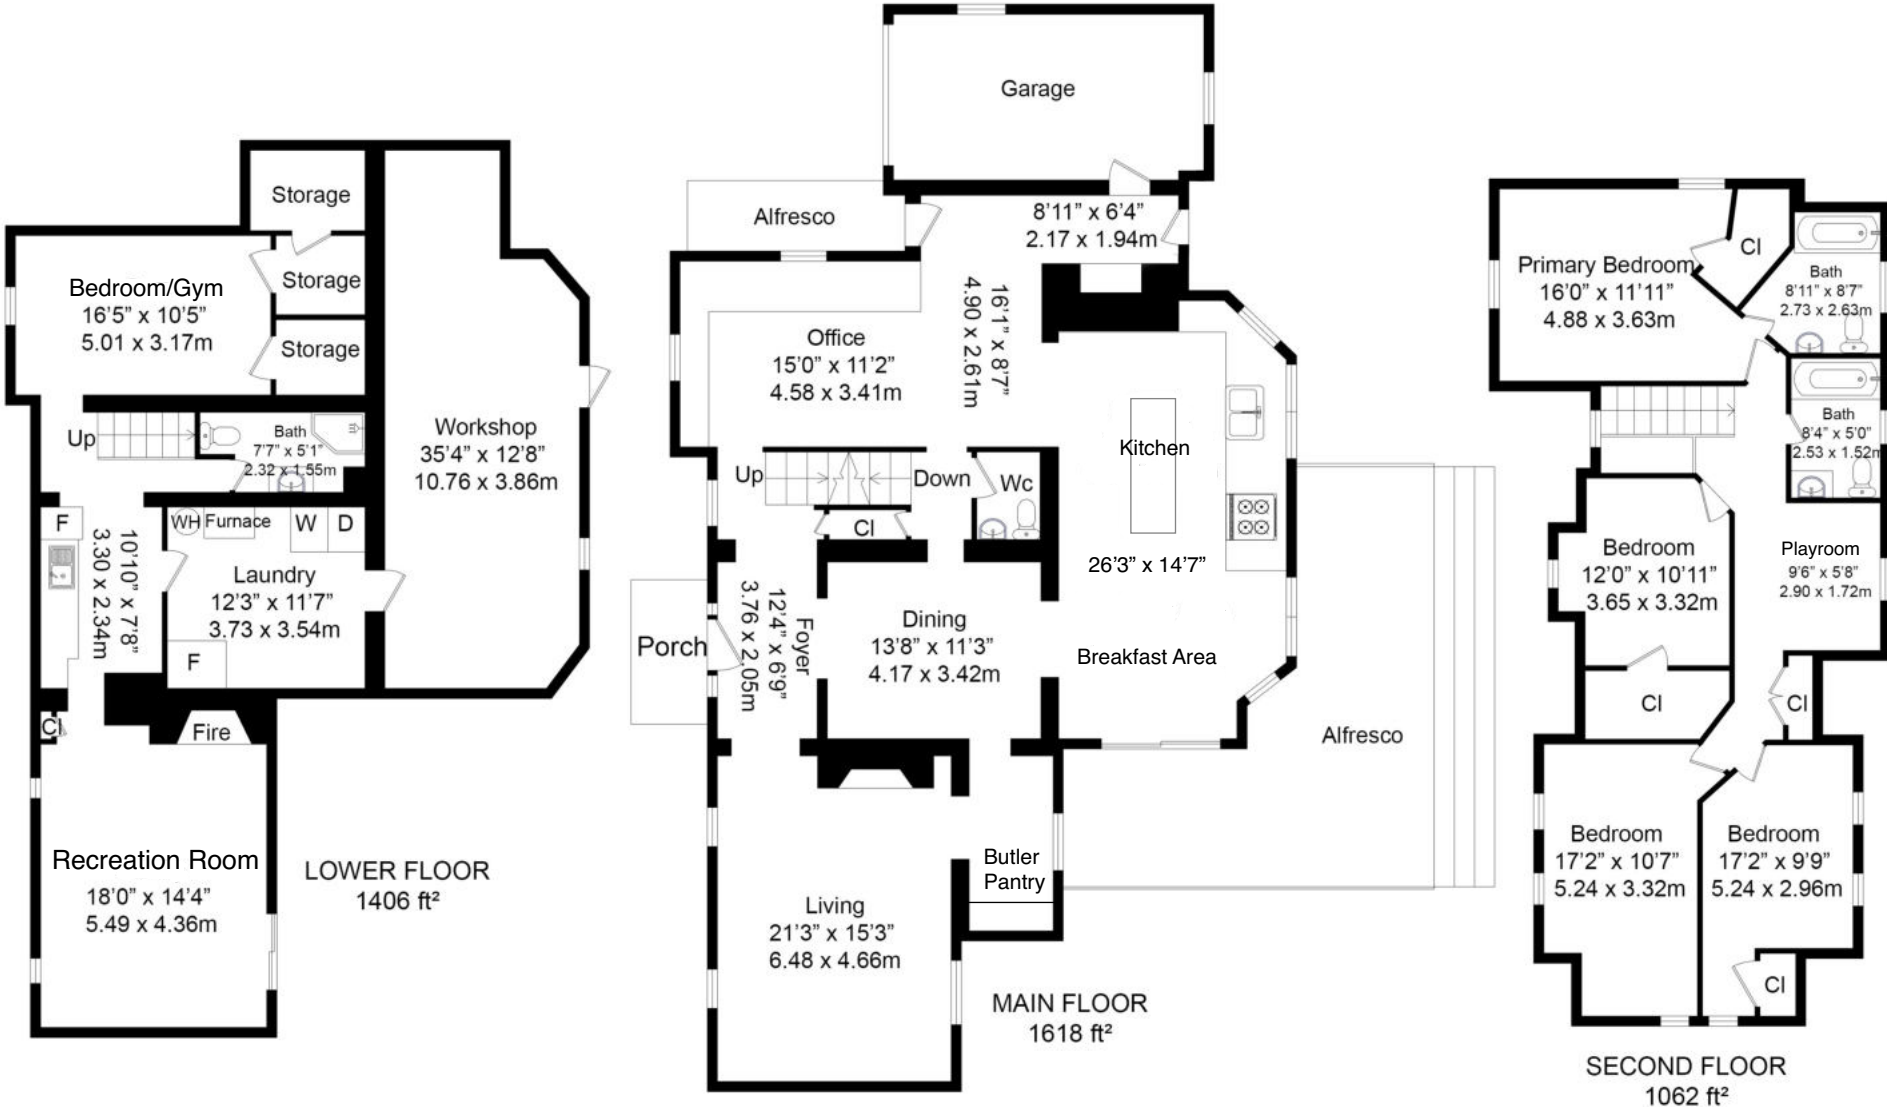 Storage
Storage
Storage
Bedroom/Gym
16'5" x 10'5"
5.01 x 3.17m
Up
Bath
7'7" x 5'1"
2.32 x 1.55m
Workshop
35'4" x 12'8"
10.76 x 3.86m
F
10'10" x 7'8"
3.30 x 2.34m
WH
Furnace
W
D
Laundry
12'3" x 11'7"
3.73 x 3.54m
F
Cl
Fire
Recreation Room
18'0" x 14'4"
5.49 x 4.36m
LOWER FLOOR
1406 ft²
Garage
Alfresco
8'11" x 6'4"
2.17 x 1.94m
16'1" x 8'7"
4.90 x 2.61m
Office
15'0" x 11'2"
4.58 x 3.41m
Kitchen
26'3" x 14'7"
Breakfast Area
Up
Down
Wc
Cl
Porch
Foyer
12'4" x 6'9"
3.76 x 2.05m
Dining
13'8" x 11'3"
4.17 x 3.42m
Alfresco
Butler
Pantry
Living
21'3" x 15'3"
6.48 x 4.66m
MAIN FLOOR
1618 ft²
Primary Bedroom
16'0" x 11'11"
4.88 x 3.63m
Cl
Bath
8'11" x 8'7"
2.73 x 2.63m
Bath
8'4" x 5'0"
2.53 x 1.52m
Bedroom
12'0" x 10'11"
3.65 x 3.32m
Playroom
9'6" x 5'8"
2.90 x 1.72m
Cl
Cl
Bedroom
17'2" x 10'7"
5.24 x 3.32m
Bedroom
17'2" x 9'9"
5.24 x 2.96m
Cl
SECOND FLOOR
1062 ft²